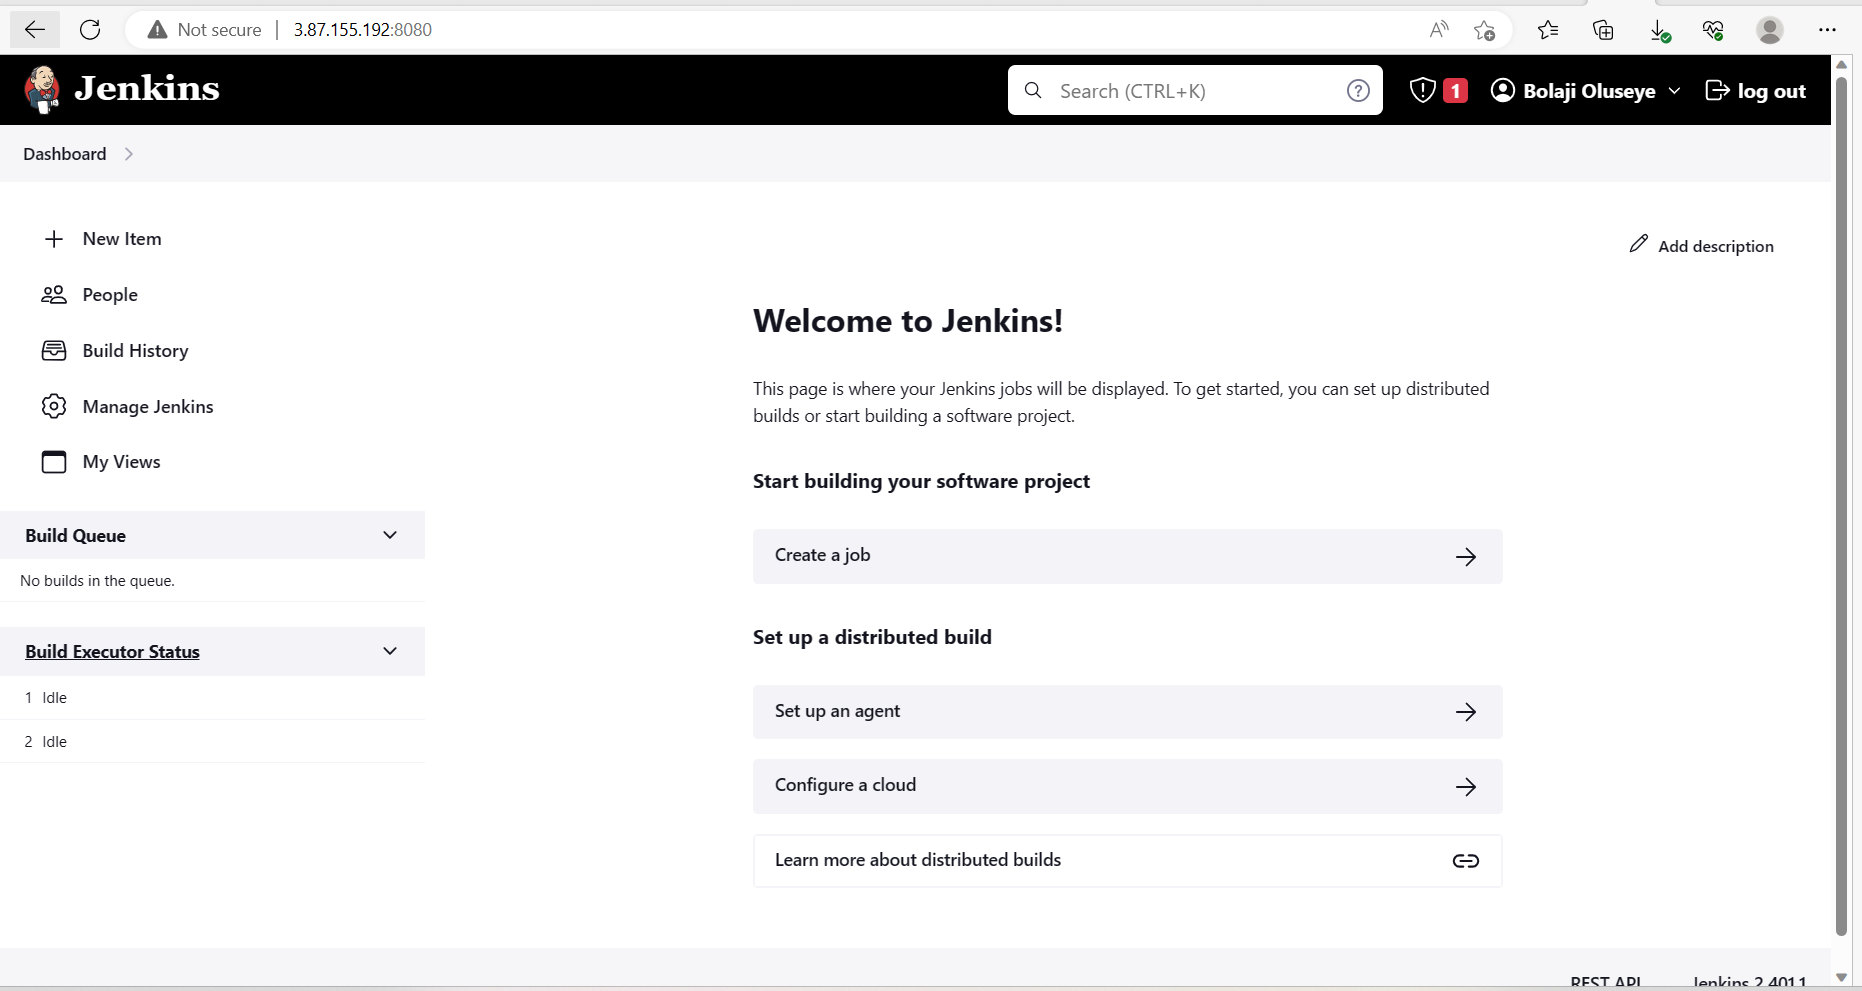 Not secure | 3.87.155.192:8080
Jenkins
Search (CTRL+K)
1
Bolaji Oluseye
log out
Dashboard
New Item
People
Build History
Manage Jenkins
My Views
Build Queue
No builds in the queue.
Build Executor Status
1 Idle
2 Idle
Add description
Welcome to Jenkins!
This page is where your Jenkins jobs will be displayed. To get started, you can set up distributed
builds or start building a software project.
Start building your software project
Create a job
Set up a distributed build
Set up an agent
Configure a cloud
Learn more about distributed builds
REST API
Jenkins 2.401.1